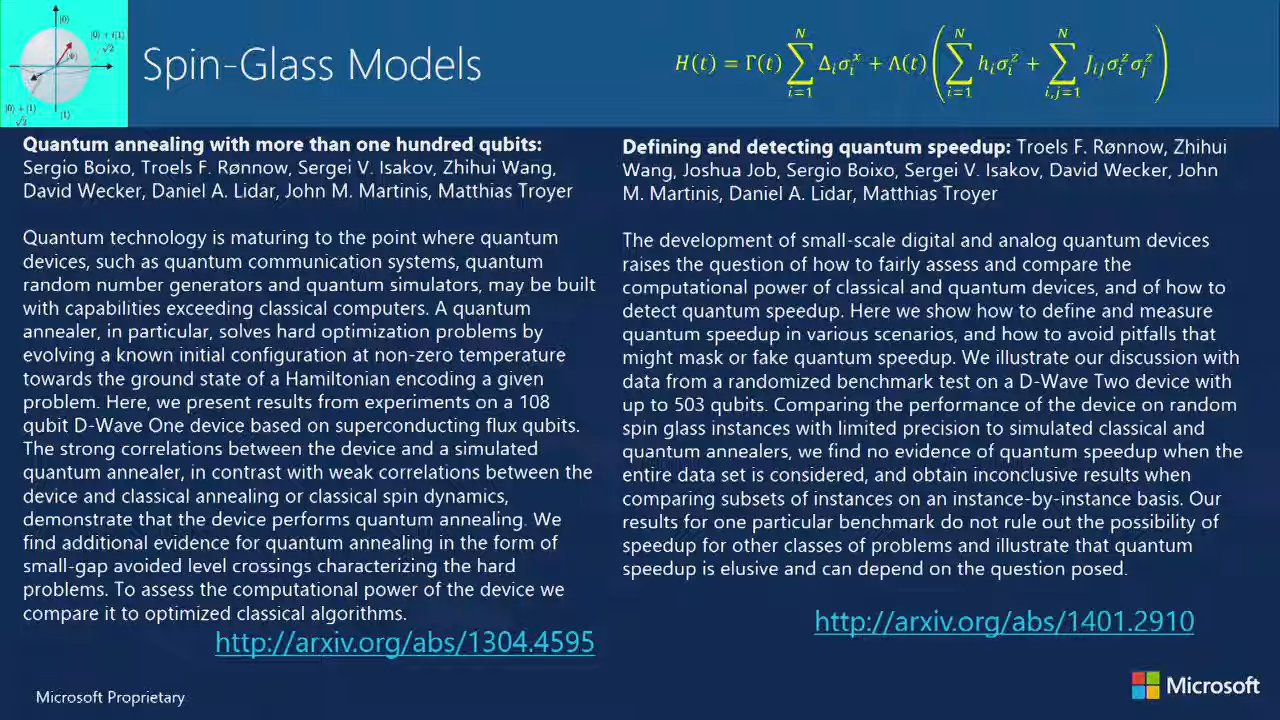 |0⟩
|0⟩ + i|1⟩
√2
|ψ⟩
|0⟩ + |1⟩
√2
|1⟩
Spin-Glass Models
H(t) = Γ(t) ∑_{i=1}^{N} Δ_i σ_i^x + Λ(t) ( ∑_{i=1}^{N} h_i σ_i^z + ∑_{i,j=1}^{N} J_{ij} σ_i^z σ_j^z )
Quantum annealing with more than one hundred qubits:
Sergio Boixo, Troels F. Rønnow, Sergei V. Isakov, Zhihui Wang,
David Wecker, Daniel A. Lidar, John M. Martinis, Matthias Troyer
Quantum technology is maturing to the point where quantum
devices, such as quantum communication systems, quantum
random number generators and quantum simulators, may be built
with capabilities exceeding classical computers. A quantum
annealer, in particular, solves hard optimization problems by
evolving a known initial configuration at non-zero temperature
towards the ground state of a Hamiltonian encoding a given
problem. Here, we present results from experiments on a 108
qubit D-Wave One device based on superconducting flux qubits.
The strong correlations between the device and a simulated
quantum annealer, in contrast with weak correlations between the
device and classical annealing or classical spin dynamics,
demonstrate that the device performs quantum annealing. We
find additional evidence for quantum annealing in the form of
small-gap avoided level crossings characterizing the hard
problems. To assess the computational power of the device we
compare it to optimized classical algorithms.
http://arxiv.org/abs/1304.4595
Defining and detecting quantum speedup: Troels F. Rønnow, Zhihui
Wang, Joshua Job, Sergio Boixo, Sergei V. Isakov, David Wecker, John
M. Martinis, Daniel A. Lidar, Matthias Troyer
The development of small-scale digital and analog quantum devices
raises the question of how to fairly assess and compare the
computational power of classical and quantum devices, and of how to
detect quantum speedup. Here we show how to define and measure
quantum speedup in various scenarios, and how to avoid pitfalls that
might mask or fake quantum speedup. We illustrate our discussion with
data from a randomized benchmark test on a D-Wave Two device with
up to 503 qubits. Comparing the performance of the device on random
spin glass instances with limited precision to simulated classical and
quantum annealers, we find no evidence of quantum speedup when the
entire data set is considered, and obtain inconclusive results when
comparing subsets of instances on an instance-by-instance basis. Our
results for one particular benchmark do not rule out the possibility of
speedup for other classes of problems and illustrate that quantum
speedup is elusive and can depend on the question posed.
http://arxiv.org/abs/1401.2910
Microsoft Proprietary
Microsoft